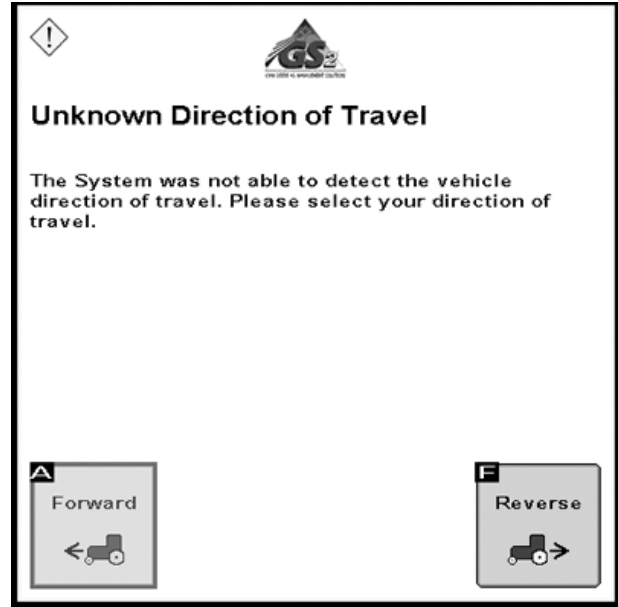 GS2
Unknown Direction of Travel
The System was not able to detect the vehicle
direction of travel. Please select your direction of
travel.
A
Forward
F
Reverse